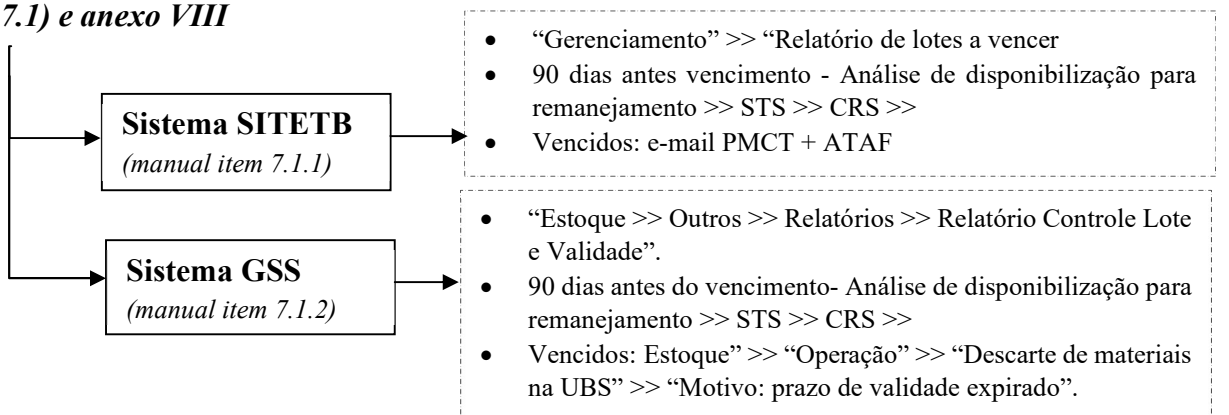 7.1) e anexo VIII
Sistema SITETB
(manual item 7.1.1)
• “Gerenciamento” >> “Relatório de lotes a vencer
• 90 dias antes vencimento - Análise de disponibilização para
remanejamento >> STS >> CRS >>
• Vencidos: e-mail PMCT + ATAF
Sistema GSS
(manual item 7.1.2)
• “Estoque >> Outros >> Relatórios >> Relatório Controle Lote
e Validade”.
• 90 dias antes do vencimento- Análise de disponibilização para
remanejamento >> STS >> CRS >>
• Vencidos: Estoque” >> “Operação” >> “Descarte de materiais
na UBS” >> “Motivo: prazo de validade expirado”.